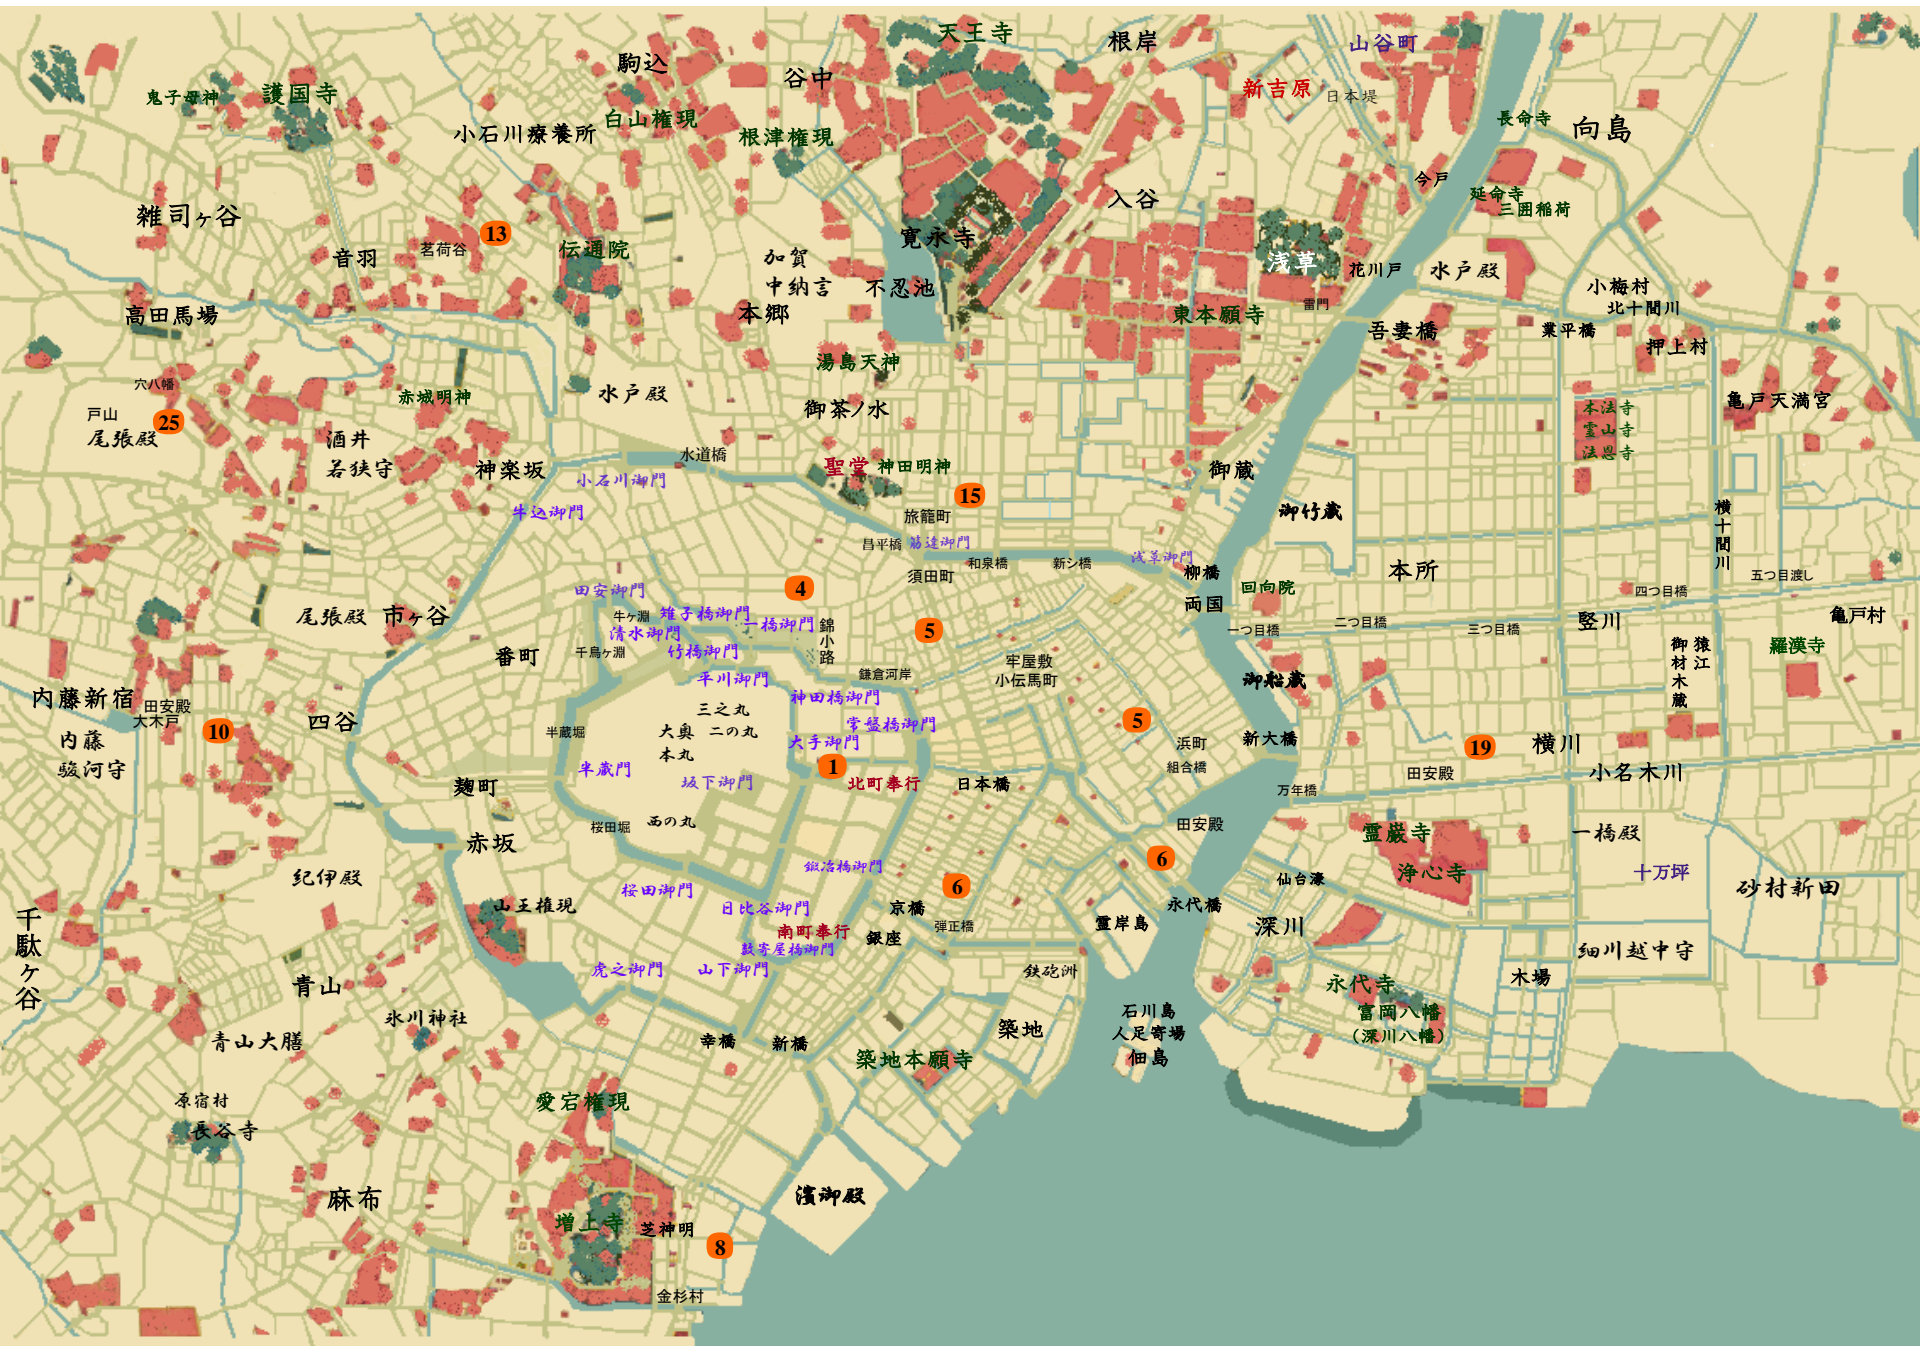 天王寺
根岸
山谷町
駒込
谷中
新吉原
日本堤
鬼子母神
護国寺
白山権現
小石川療養所
根津権現
長命寺
向島
今戸
延命寺
三囲稲荷
入谷
雑司ヶ谷
音羽
茗荷谷
13
伝通院
寛永寺
加賀
中納言
本郷
不忍池
浅草
花川戸
水戸殿
雷門
東本願寺
小梅村
北十間川
高田馬場
吾妻橋
業平橋
押上村
湯島天神
穴八幡
赤城明神
水戸殿
御茶ノ水
本法寺
霊山寺
法恩寺
亀戸天満宮
戸山
尾張殿
25
酒井
若狭守
神楽坂
水道橋
聖堂
神田明神
御蔵
小石川御門
牛込御門
15
旅籠町
御竹蔵
横十間川
昌平橋
筋違御門
和泉橋
新シ橋
浅草御門
柳橋
両国
須田町
回向院
本所
五つ目渡し
四つ目橋
田安御門
4
尾張殿
市ヶ谷
牛ヶ淵
雉子橋御門
一橋御門
清水御門
竹橋御門
千鳥ヶ淵
錦小路
5
一つ目橋
二つ目橋
三つ目橋
竪川
亀戸村
番町
牢屋敷
小伝馬町
御材木蔵
猿江
羅漢寺
平川御門
鎌倉河岸
神田橋御門
御船蔵
内藤新宿
田安殿
大木戸
10
四谷
内藤
駿河守
三之丸
大奥
二の丸
本丸
常盤橋御門
大手御門
5
浜町
組合橋
新大橋
19
横川
半蔵堀
半蔵門
坂下御門
1
北町奉行
日本橋
田安殿
小名木川
麹町
万年橋
桜田堀
西の丸
田安殿
赤坂
霊巌寺
浄心寺
一橋殿
十万坪
砂村新田
紀伊殿
鍛冶橋御門
6
6
仙台濠
山王権現
桜田御門
日比谷御門
京橋
永代橋
霊岸島
深川
千駄ヶ谷
南町奉行
数寄屋橋御門
銀座
弾正橋
細川越中守
虎之御門
山下御門
鉄砲洲
木場
青山
永代寺
富岡八幡
(深川八幡)
氷川神社
青山大膳
幸橋
新橋
築地
石川島
人足寄場
佃島
築地本願寺
原宿村
長谷寺
愛宕権現
麻布
濱御殿
増上寺
芝神明
8
金杉村